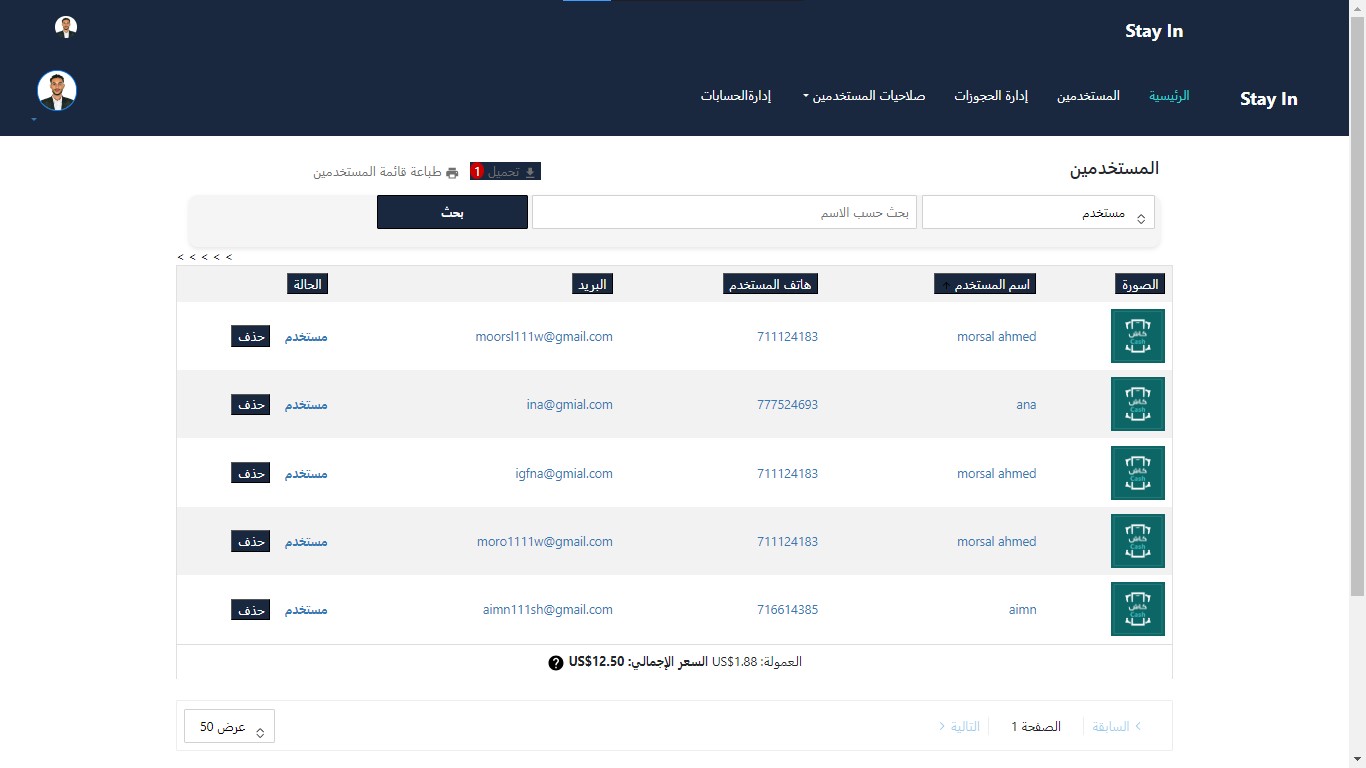 Stay In
Stay In
الرئيسية المستخدمين إدارة الحجوزات صلاحيات المستخدمين إدارةالحسابات
المستخدمين
تحميل 1 طباعة قائمة المستخدمين
مستخدم بحث حسب الاسم بحث
< < < < <
الصورة اسم المستخدم ↑ هاتف المستخدم البريد الحالة
كاش Cash morsal ahmed 711124183 moorsl111w@gmail.com مستخدم حذف
كاش Cash ana 777524693 ina@gmial.com مستخدم حذف
كاش Cash morsal ahmed 711124183 igfna@gmial.com مستخدم حذف
كاش Cash morsal ahmed 711124183 moro1111w@gmail.com مستخدم حذف
كاش Cash aimn 716614385 aimn111sh@gmail.com مستخدم حذف
العمولة: US$1.88 السعر الإجمالي: US$12.50 ?
السابقة الصفحة 1 التالية عرض 50